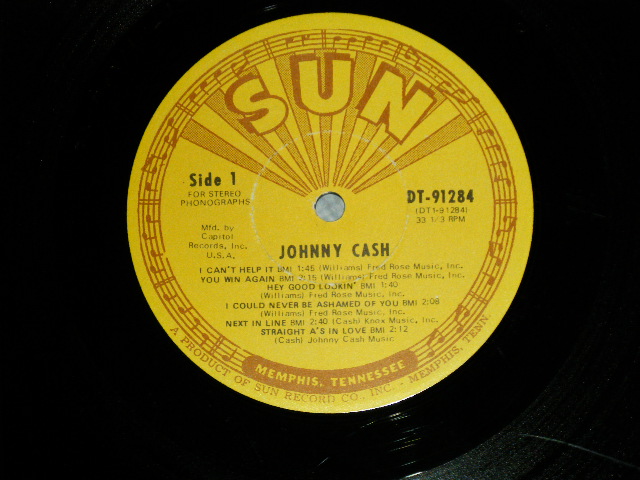 SUN
Side 1
FOR STEREO
PHONOGRAPHS
DT-91284
(DT1-91284)
33 1/3 RPM
Mfd. by
Capitol
Records, Inc.
U.S.A.
JOHNNY CASH
I CAN'T HELP IT BMI 1:45 (Williams) Fred Rose Music, Inc.
YOU WIN AGAIN BMI 2:15 (Williams) Fred Rose Music, Inc.
HEY GOOD LOOKIN' BMI 1:40
(Williams) Fred Rose Music, Inc.
I COULD NEVER BE ASHAMED OF YOU BMI 2:08
(Williams) Fred Rose Music, Inc.
NEXT IN LINE BMI 2:40 (Cash) Knox Music, Inc.
STRAIGHT A'S IN LOVE BMI 2:12
(Cash) Johnny Cash Music
MEMPHIS, TENNESSEE
A PRODUCT OF SUN RECORD CO., INC. - MEMPHIS, TENN.